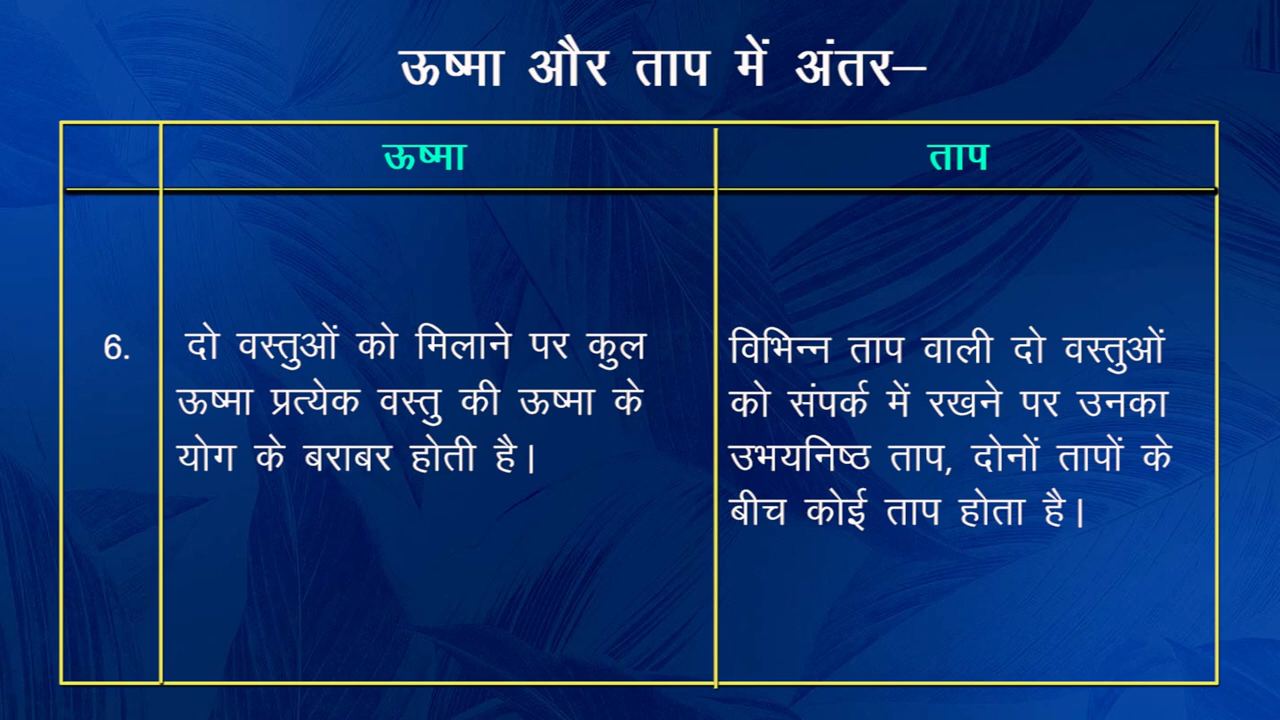 ऊष्मा और ताप में अंतर–
ऊष्मा
ताप
6.
दो वस्तुओं को मिलाने पर कुल
ऊष्मा प्रत्येक वस्तु की ऊष्मा के
योग के बराबर होती है।
विभिन्न ताप वाली दो वस्तुओं
को संपर्क में रखने पर उनका
उभयनिष्ठ ताप, दोनों तापों के
बीच कोई ताप होता है।